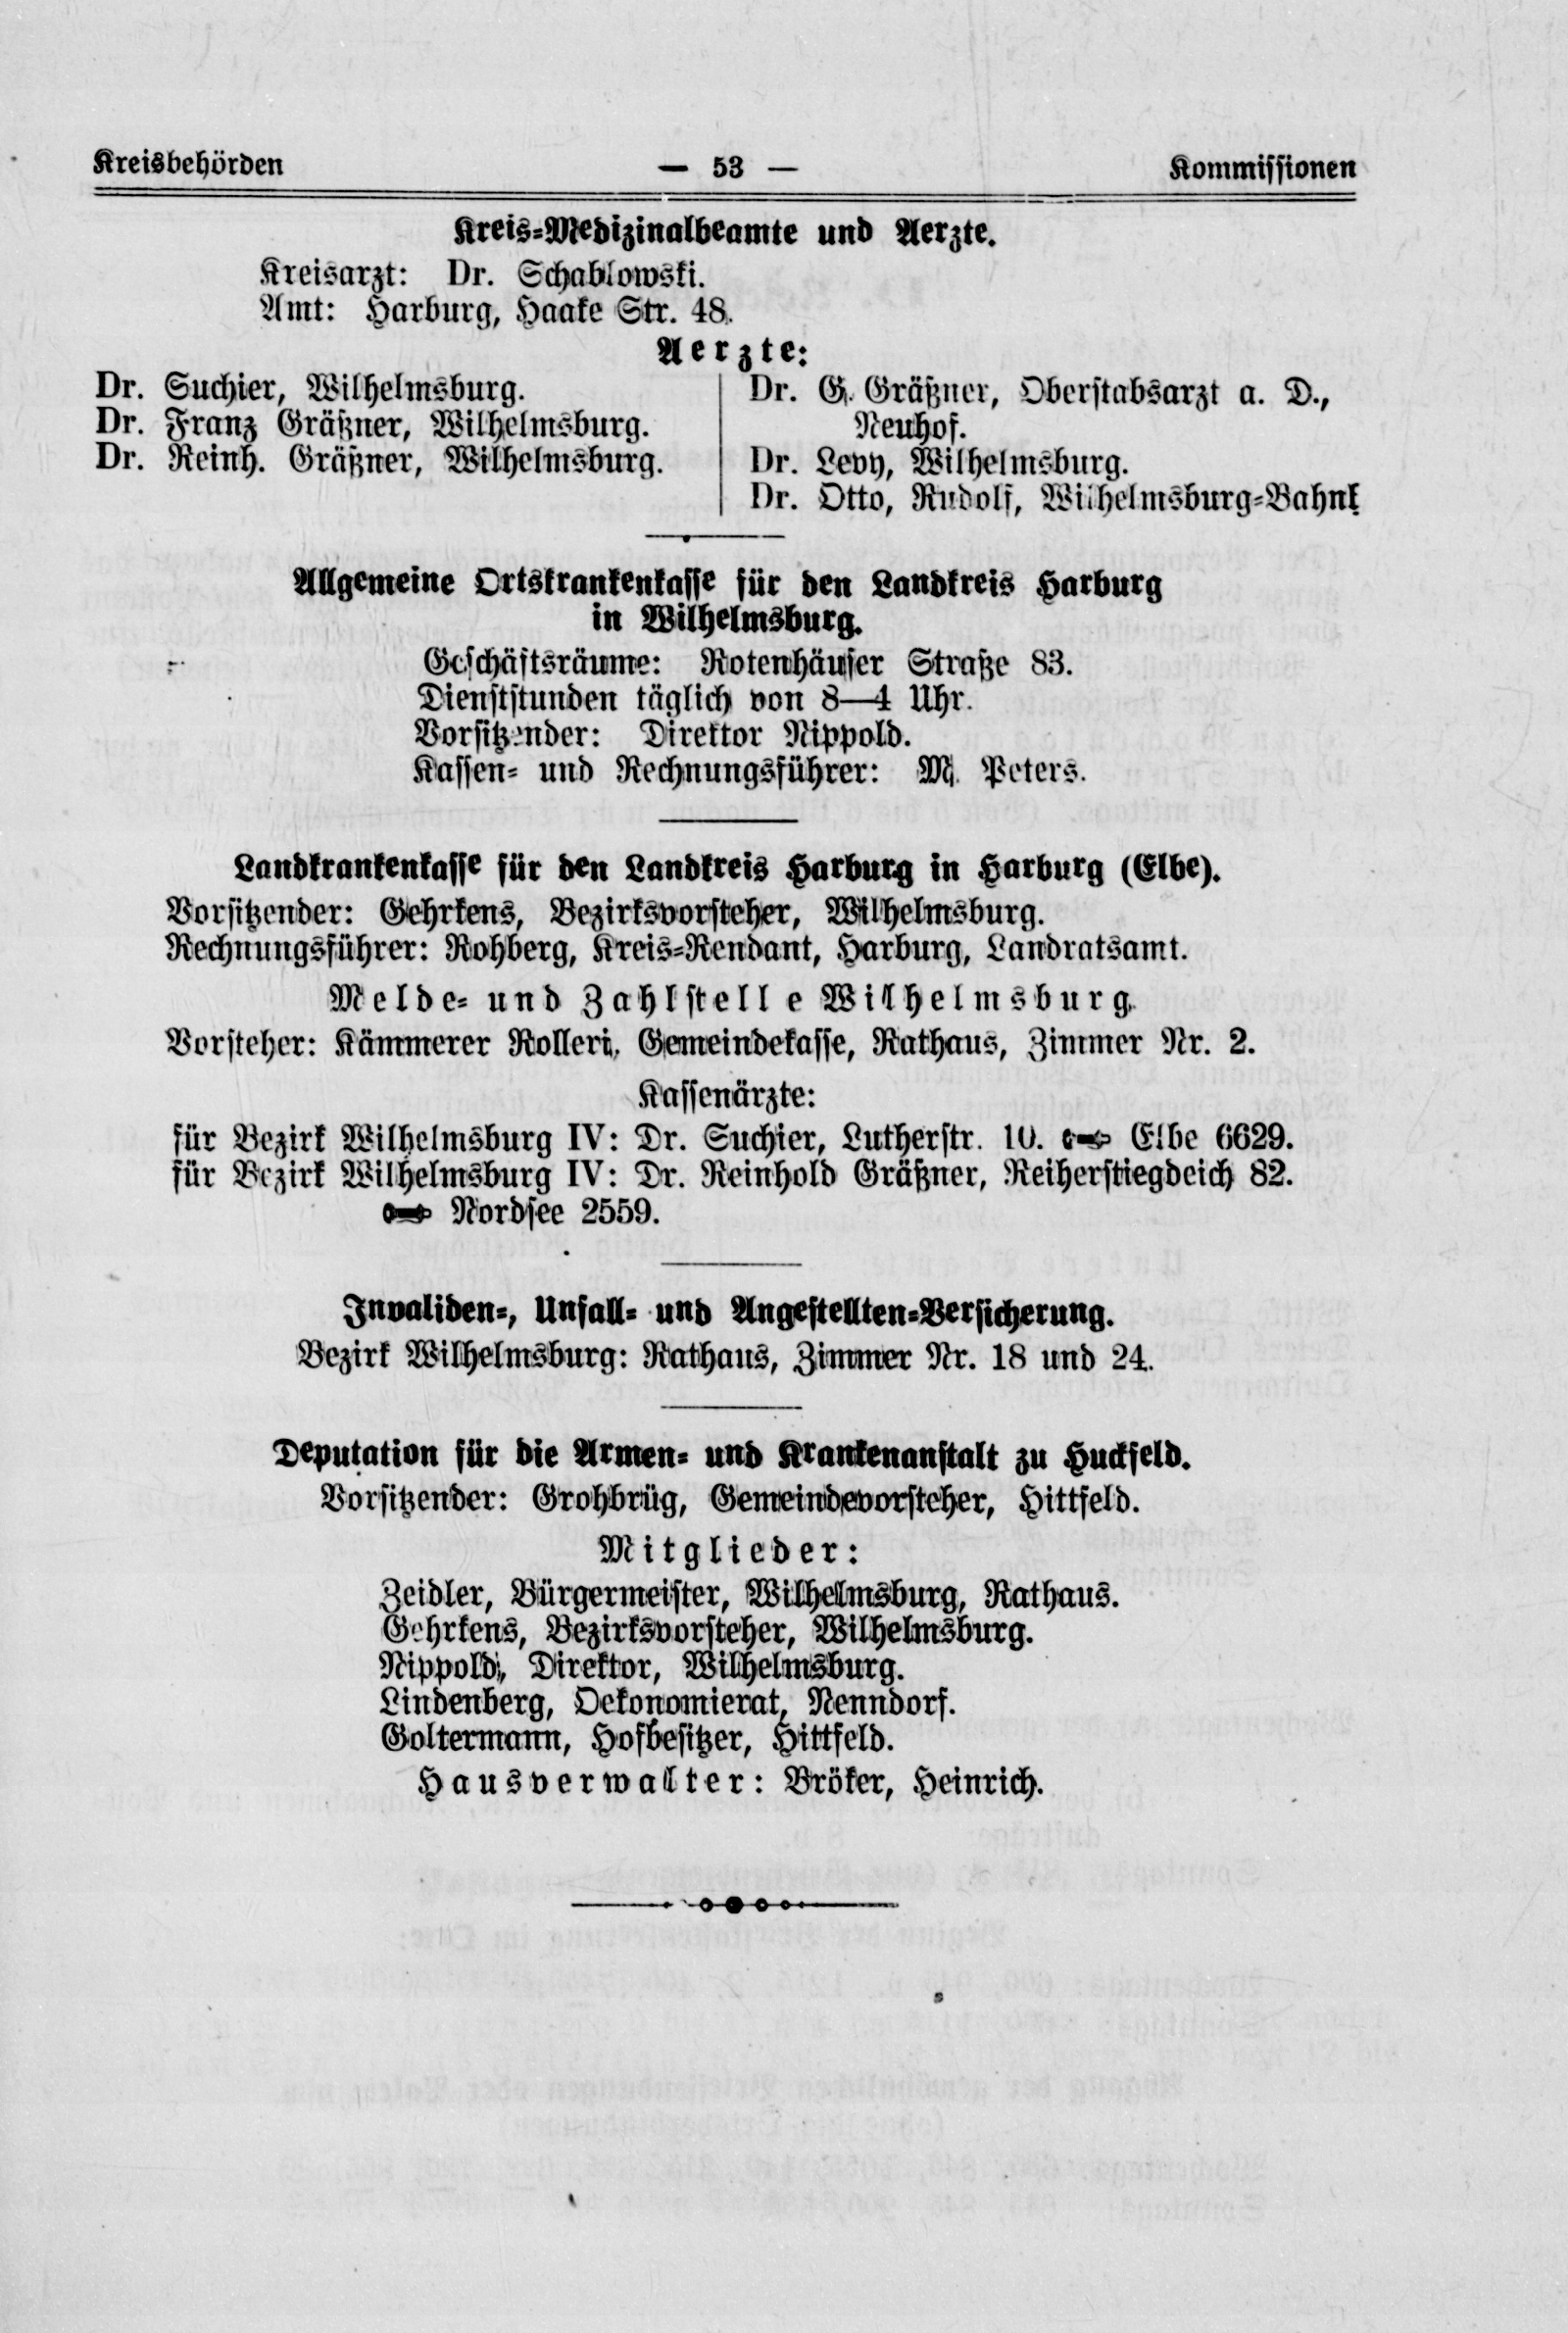 Kreisbehörden — 53 — Kommissionen
Kreis-Medizinalbeamte und Aerzte.
Kreisarzt: Dr. Schablowski.
Amt: Harburg, Haake Str. 48.
Aerzte:
Dr. Suchier, Wilhelmsburg.
Dr. Franz Gräßner, Wilhelmsburg.
Dr. Reinh. Gräßner, Wilhelmsburg.
Dr. G. Gräßner, Oberstabsarzt a. D.,
Neuhof.
Dr. Levy, Wilhelmsburg.
Dr. Otto, Rudolf, Wilhelmsburg-Bahnh.
Allgemeine Ortskrankenkasse für den Landkreis Harburg
in Wilhelmsburg.
Geschäftsräume: Rotenhäuser Straße 83.
Dienststunden täglich von 8—4 Uhr.
Vorsitzender: Direktor Nippold.
Kassen- und Rechnungsführer: M. Peters.
Landkrankenkasse für den Landkreis Harburg in Harburg (Elbe).
Vorsitzender: Gehrkens, Bezirksvorsteher, Wilhelmsburg.
Rechnungsführer: Rohberg, Kreis-Rendant, Harburg, Landratsamt.
Melde- und Zahlstelle Wilhelmsburg.
Vorsteher: Kämmerer Rolleri, Gemeindekasse, Rathaus, Zimmer Nr. 2.
Kassenärzte:
für Bezirk Wilhelmsburg IV: Dr. Suchier, Lutherstr. 10. Elbe 6629.
für Bezirk Wilhelmsburg IV: Dr. Reinhold Gräßner, Reiherstiegdeich 82.
Nordsee 2559.
Invaliden-, Unfall- und Angestellten-Versicherung.
Bezirk Wilhelmsburg: Rathaus, Zimmer Nr. 18 und 24.
Deputation für die Armen- und Krankenanstalt zu Huckfeld.
Vorsitzender: Grohbrüg, Gemeindevorsteher, Hittfeld.
Mitglieder:
Zeidler, Bürgermeister, Wilhelmsburg, Rathaus.
Gehrkens, Bezirksvorsteher, Wilhelmsburg.
Nippold, Direktor, Wilhelmsburg.
Lindenberg, Oekonomierat, Nenndorf.
Goltermann, Hofbesitzer, Hittfeld.
Hausverwalter: Bröker, Heinrich.